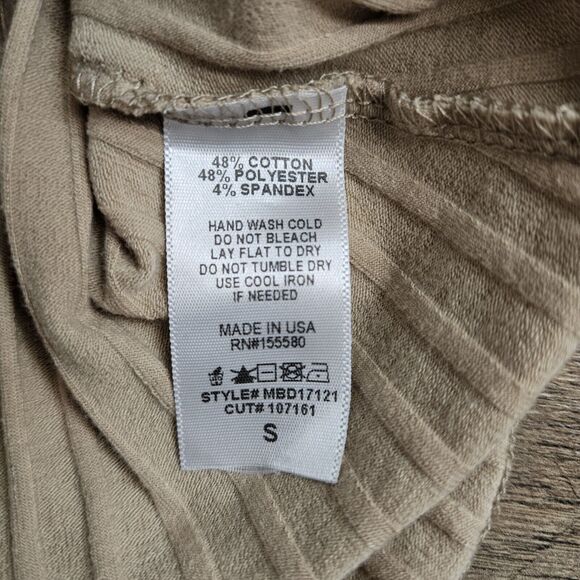 48% COTTON
48% POLYESTER
4% SPANDEX
HAND WASH COLD
DO NOT BLEACH
LAY FLAT TO DRY
DO NOT TUMBLE DRY
USE COOL IRON
IF NEEDED
MADE IN USA
RN#155580
STYLE# MBD17121
CUT# 107161
S